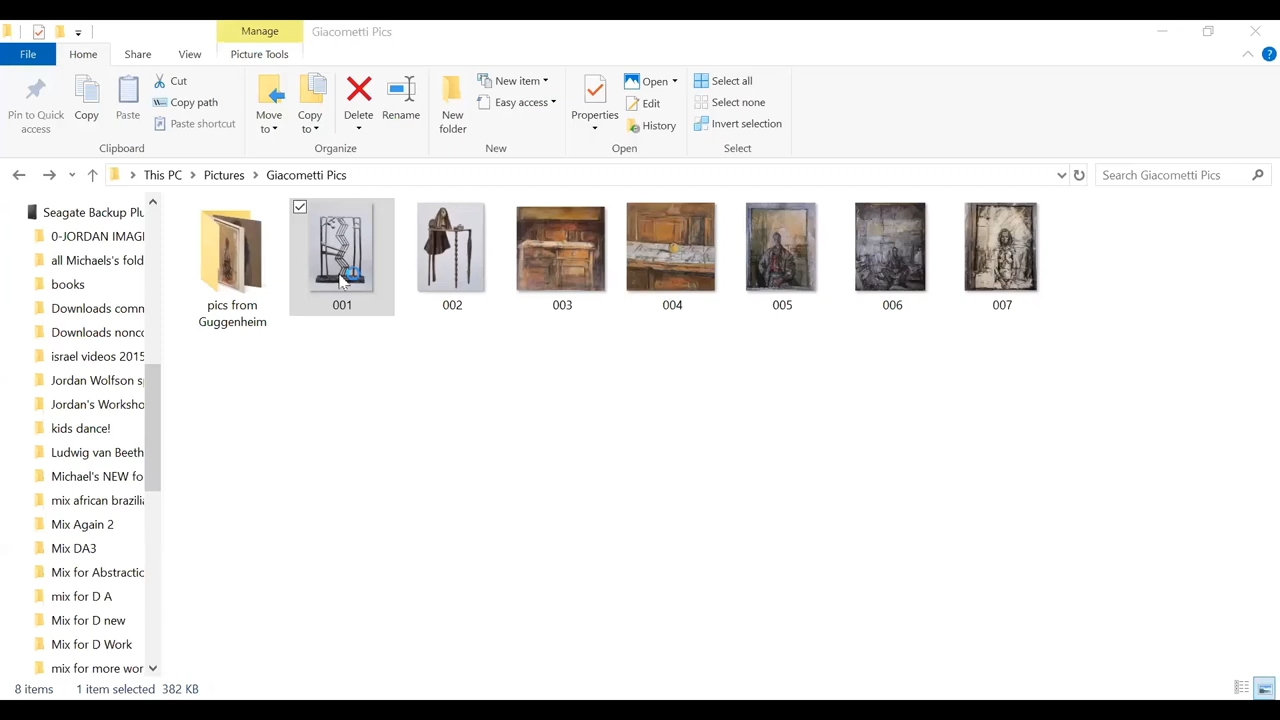 Manage
Giacometti Pics
File
Home
Share
View
Picture Tools
Pin to Quick
access
Copy
Paste
Cut
Copy path
Paste shortcut
Clipboard
Move
to
Copy
to
Delete
Rename
Organize
New
folder
New item
Easy access
New
Properties
Open
Edit
History
Open
Select all
Select none
Invert selection
Select
This PC
Pictures
Giacometti Pics
Search Giacometti Pics
Seagate Backup Plu
0-JORDAN IMAG
all Michaels's fold
books
Downloads comn
Downloads nonco
israel videos 2015
Jordan Wolfson s
Jordan's Worksho
kids dance!
Ludwig van Beeth
Michael's NEW fo
mix african brazilia
Mix Again 2
Mix DA3
Mix for Abstractio
Mix for D A
Mix for D new
Mix for D Work
mix for more wor
pics from
Guggenheim
001
002
003
004
005
006
007
8 items
1 item selected 382 KB